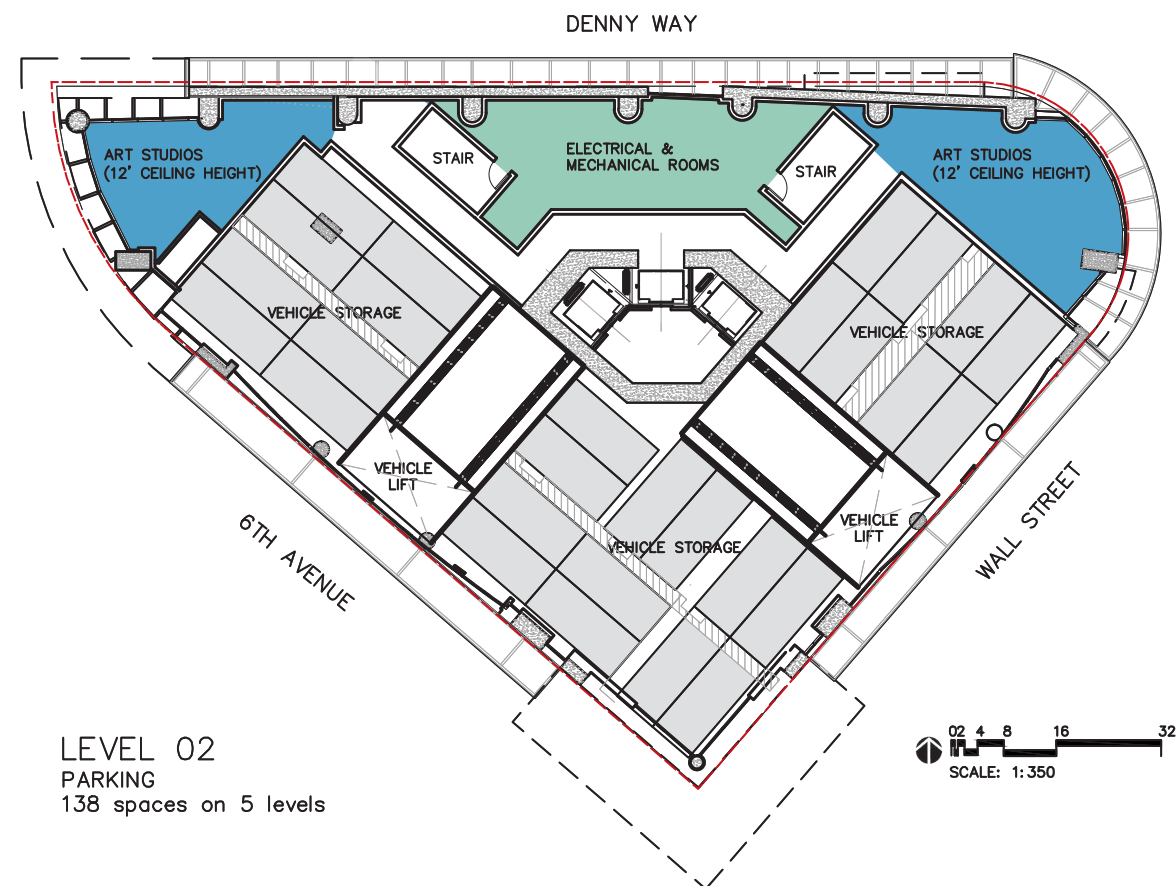 DENNY WAY
ART STUDIOS
(12' CEILING HEIGHT)
STAIR
ELECTRICAL &
MECHANICAL ROOMS
STAIR
ART STUDIOS
(12' CEILING HEIGHT)
VEHICLE STORAGE
VEHICLE STORAGE
VEHICLE
LIFT
VEHICLE
LIFT
VEHICLE STORAGE
6TH AVENUE
WALL STREET
LEVEL 02
PARKING
138 spaces on 5 levels
02 4 8 16 32
SCALE: 1:350